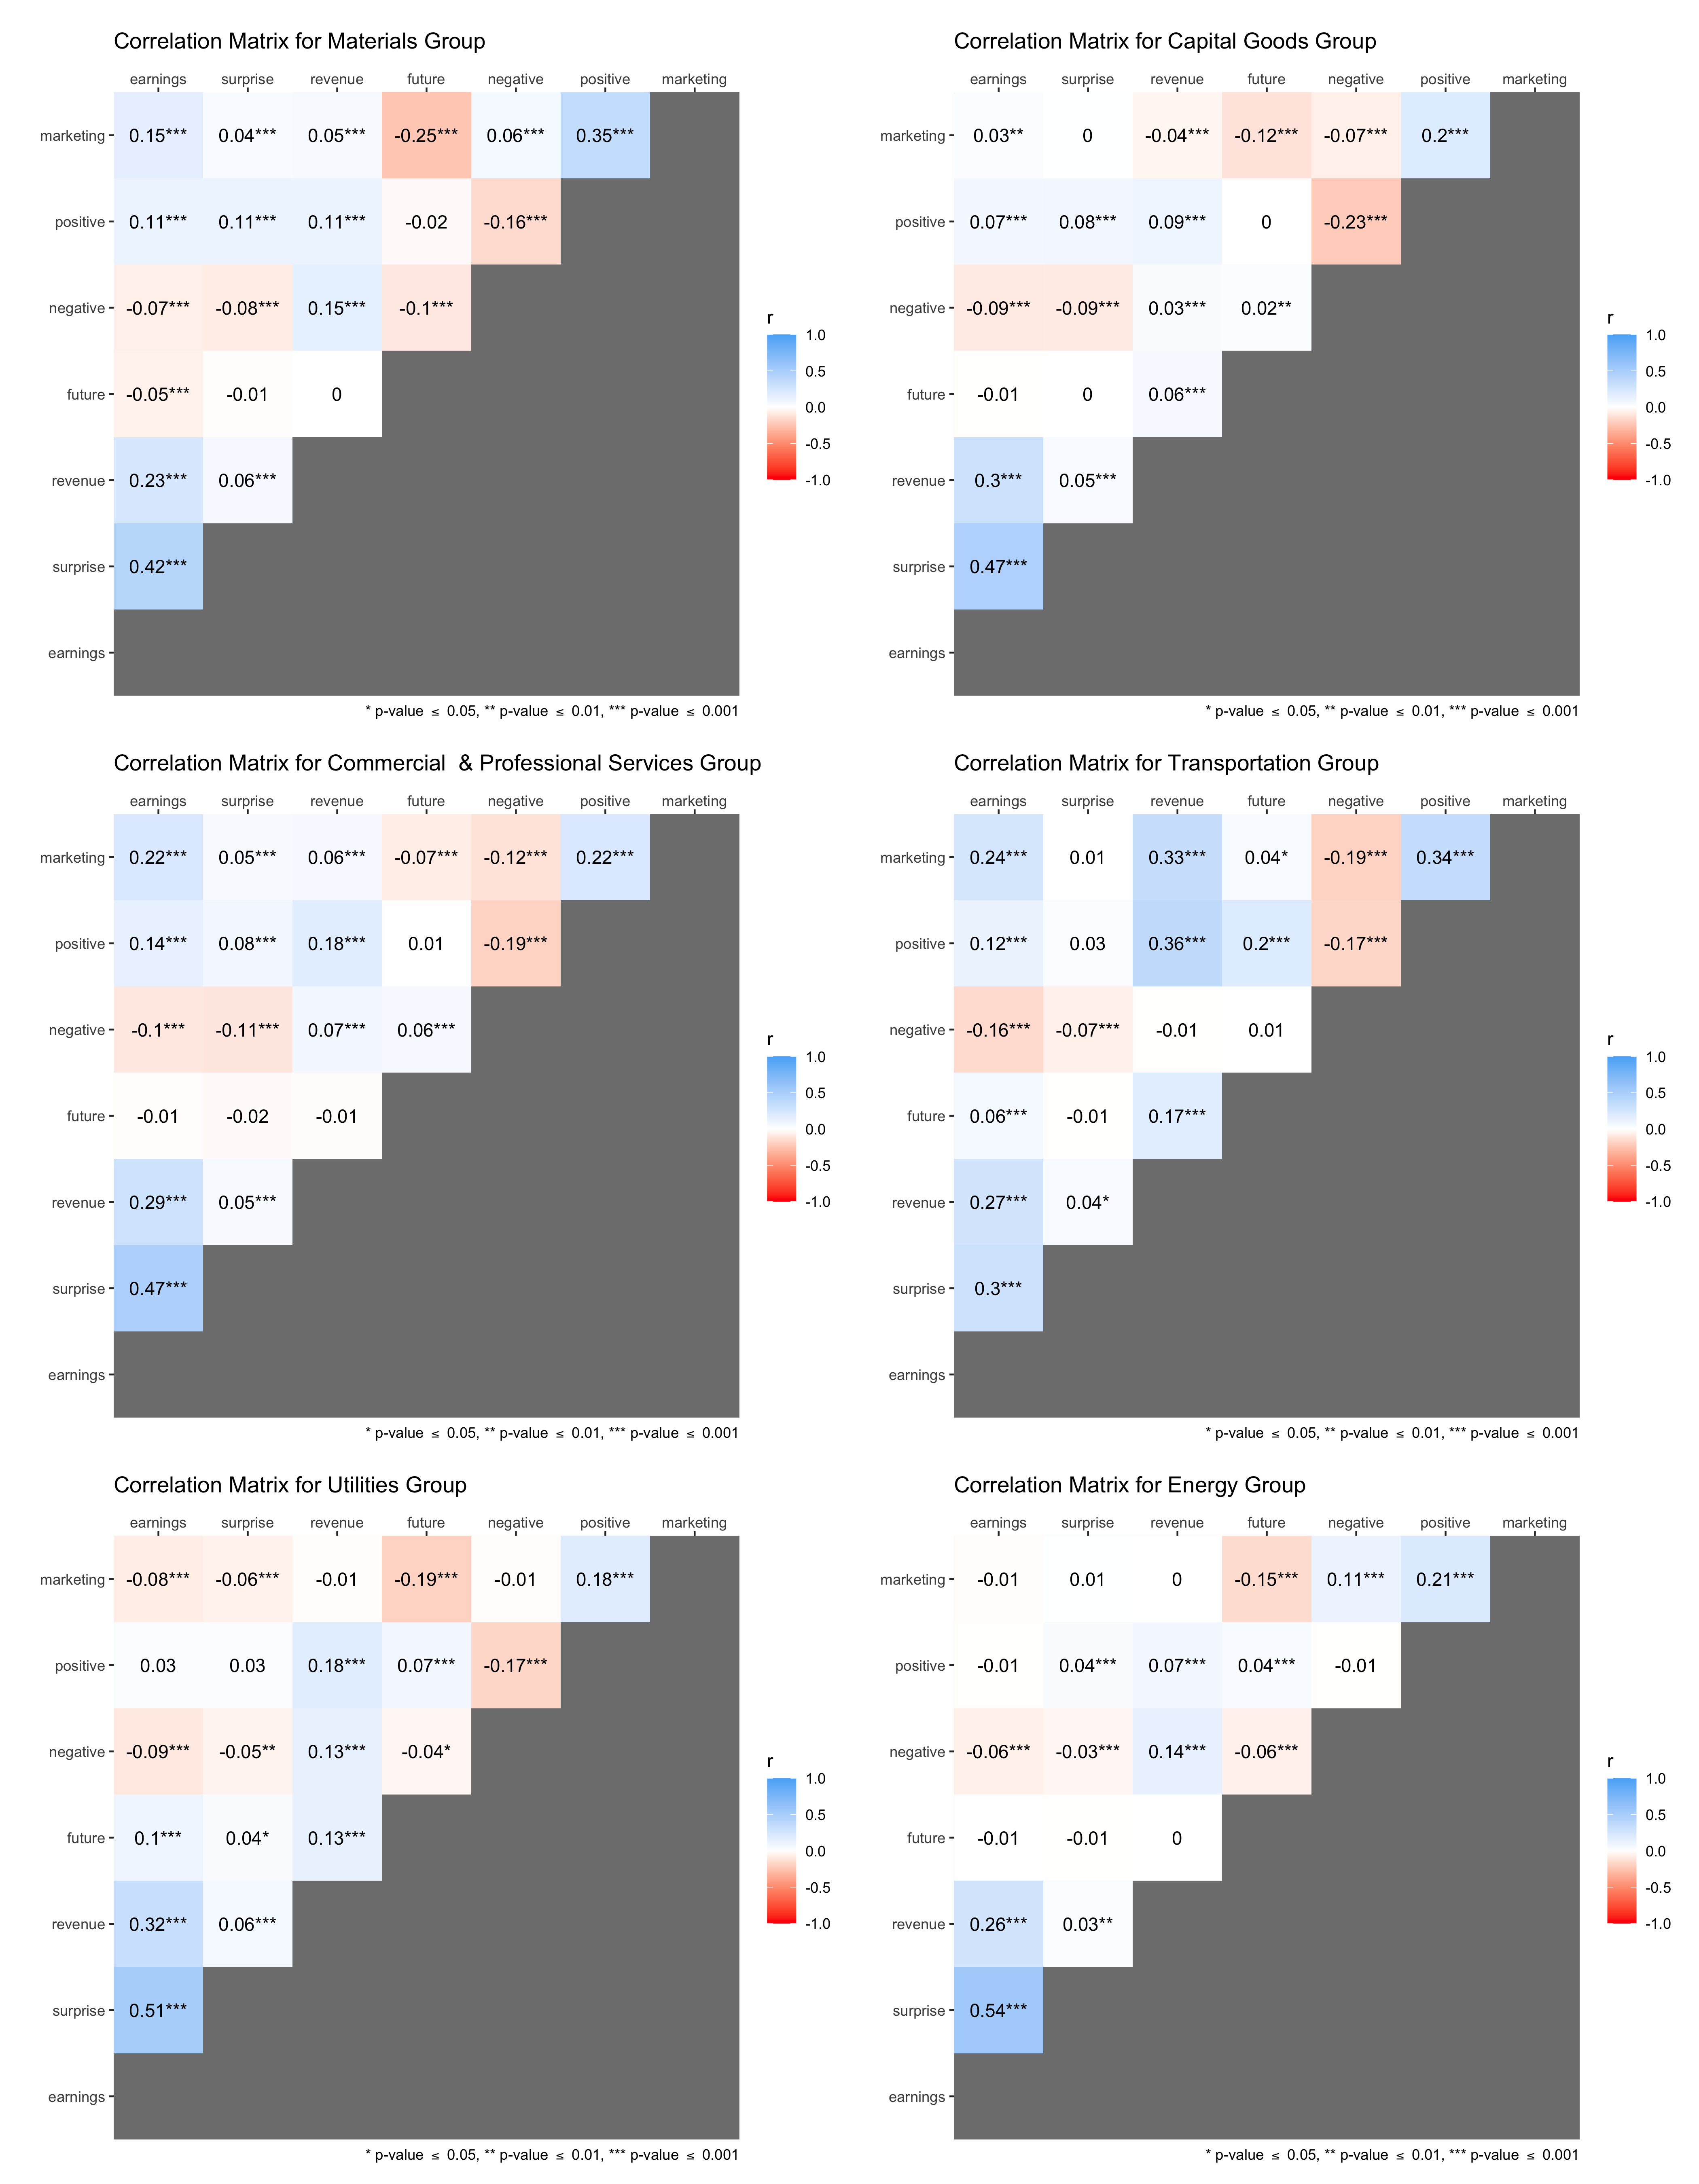 Correlation Matrix for Materials Group
earnings surprise revenue future negative positive marketing
marketing 0.15*** 0.04*** 0.05*** -0.25*** 0.06*** 0.35***
positive 0.11*** 0.11*** 0.11*** -0.02 -0.16***
negative -0.07*** -0.08*** 0.15*** -0.1***
future -0.05*** -0.01 0
revenue 0.23*** 0.06***
surprise 0.42***
earnings
r
1.0
0.5
0.0
-0.5
-1.0
* p-value ≤ 0.05, ** p-value ≤ 0.01, *** p-value ≤ 0.001
Correlation Matrix for Capital Goods Group
earnings surprise revenue future negative positive marketing
marketing 0.03** 0 -0.04*** -0.12*** -0.07*** 0.2***
positive 0.07*** 0.08*** 0.09*** 0 -0.23***
negative -0.09*** -0.09*** 0.03*** 0.02**
future -0.01 0 0.06***
revenue 0.3*** 0.05***
surprise 0.47***
earnings
r
1.0
0.5
0.0
-0.5
-1.0
* p-value ≤ 0.05, ** p-value ≤ 0.01, *** p-value ≤ 0.001
Correlation Matrix for Commercial  & Professional Services Group
earnings surprise revenue future negative positive marketing
marketing 0.22*** 0.05*** 0.06*** -0.07*** -0.12*** 0.22***
positive 0.14*** 0.08*** 0.18*** 0.01 -0.19***
negative -0.1*** -0.11*** 0.07*** 0.06***
future -0.01 -0.02 -0.01
revenue 0.29*** 0.05***
surprise 0.47***
earnings
r
1.0
0.5
0.0
-0.5
-1.0
* p-value ≤ 0.05, ** p-value ≤ 0.01, *** p-value ≤ 0.001
Correlation Matrix for Transportation Group
earnings surprise revenue future negative positive marketing
marketing 0.24*** 0.01 0.33*** 0.04* -0.19*** 0.34***
positive 0.12*** 0.03 0.36*** 0.2*** -0.17***
negative -0.16*** -0.07*** -0.01 0.01
future 0.06*** -0.01 0.17***
revenue 0.27*** 0.04*
surprise 0.3***
earnings
r
1.0
0.5
0.0
-0.5
-1.0
* p-value ≤ 0.05, ** p-value ≤ 0.01, *** p-value ≤ 0.001
Correlation Matrix for Utilities Group
earnings surprise revenue future negative positive marketing
marketing -0.08*** -0.06*** -0.01 -0.19*** -0.01 0.18***
positive 0.03 0.03 0.18*** 0.07*** -0.17***
negative -0.09*** -0.05** 0.13*** -0.04*
future 0.1*** 0.04* 0.13***
revenue 0.32*** 0.06***
surprise 0.51***
earnings
r
1.0
0.5
0.0
-0.5
-1.0
* p-value ≤ 0.05, ** p-value ≤ 0.01, *** p-value ≤ 0.001
Correlation Matrix for Energy Group
earnings surprise revenue future negative positive marketing
marketing -0.01 0.01 0 -0.15*** 0.11*** 0.21***
positive -0.01 0.04*** 0.07*** 0.04*** -0.01
negative -0.06*** -0.03*** 0.14*** -0.06***
future -0.01 -0.01 0
revenue 0.26*** 0.03**
surprise 0.54***
earnings
r
1.0
0.5
0.0
-0.5
-1.0
* p-value ≤ 0.05, ** p-value ≤ 0.01, *** p-value ≤ 0.001